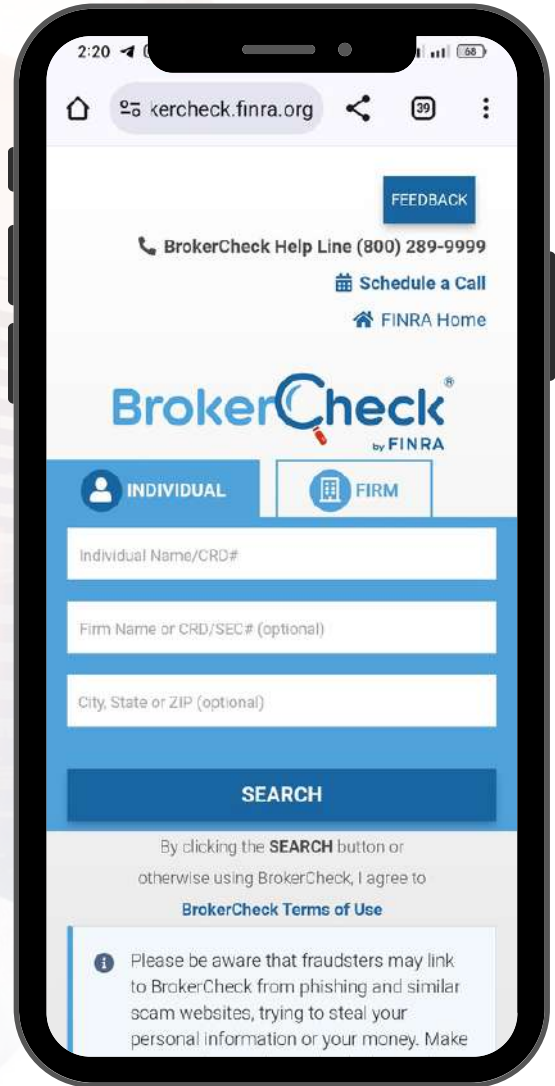 2:20
68
kercheck.finra.org
39
FEEDBACK
BrokerCheck Help Line (800) 289-9999
Schedule a Call
FINRA Home
BrokerCheck®
by FINRA
INDIVIDUAL
FIRM
Individual Name/CRD#
Firm Name or CRD/SEC# (optional)
City, State or ZIP (optional)
SEARCH
By clicking the SEARCH button or
otherwise using BrokerCheck, I agree to
BrokerCheck Terms of Use
Please be aware that fraudsters may link
to BrokerCheck from phishing and similar
scam websites, trying to steal your
personal information or your money. Make